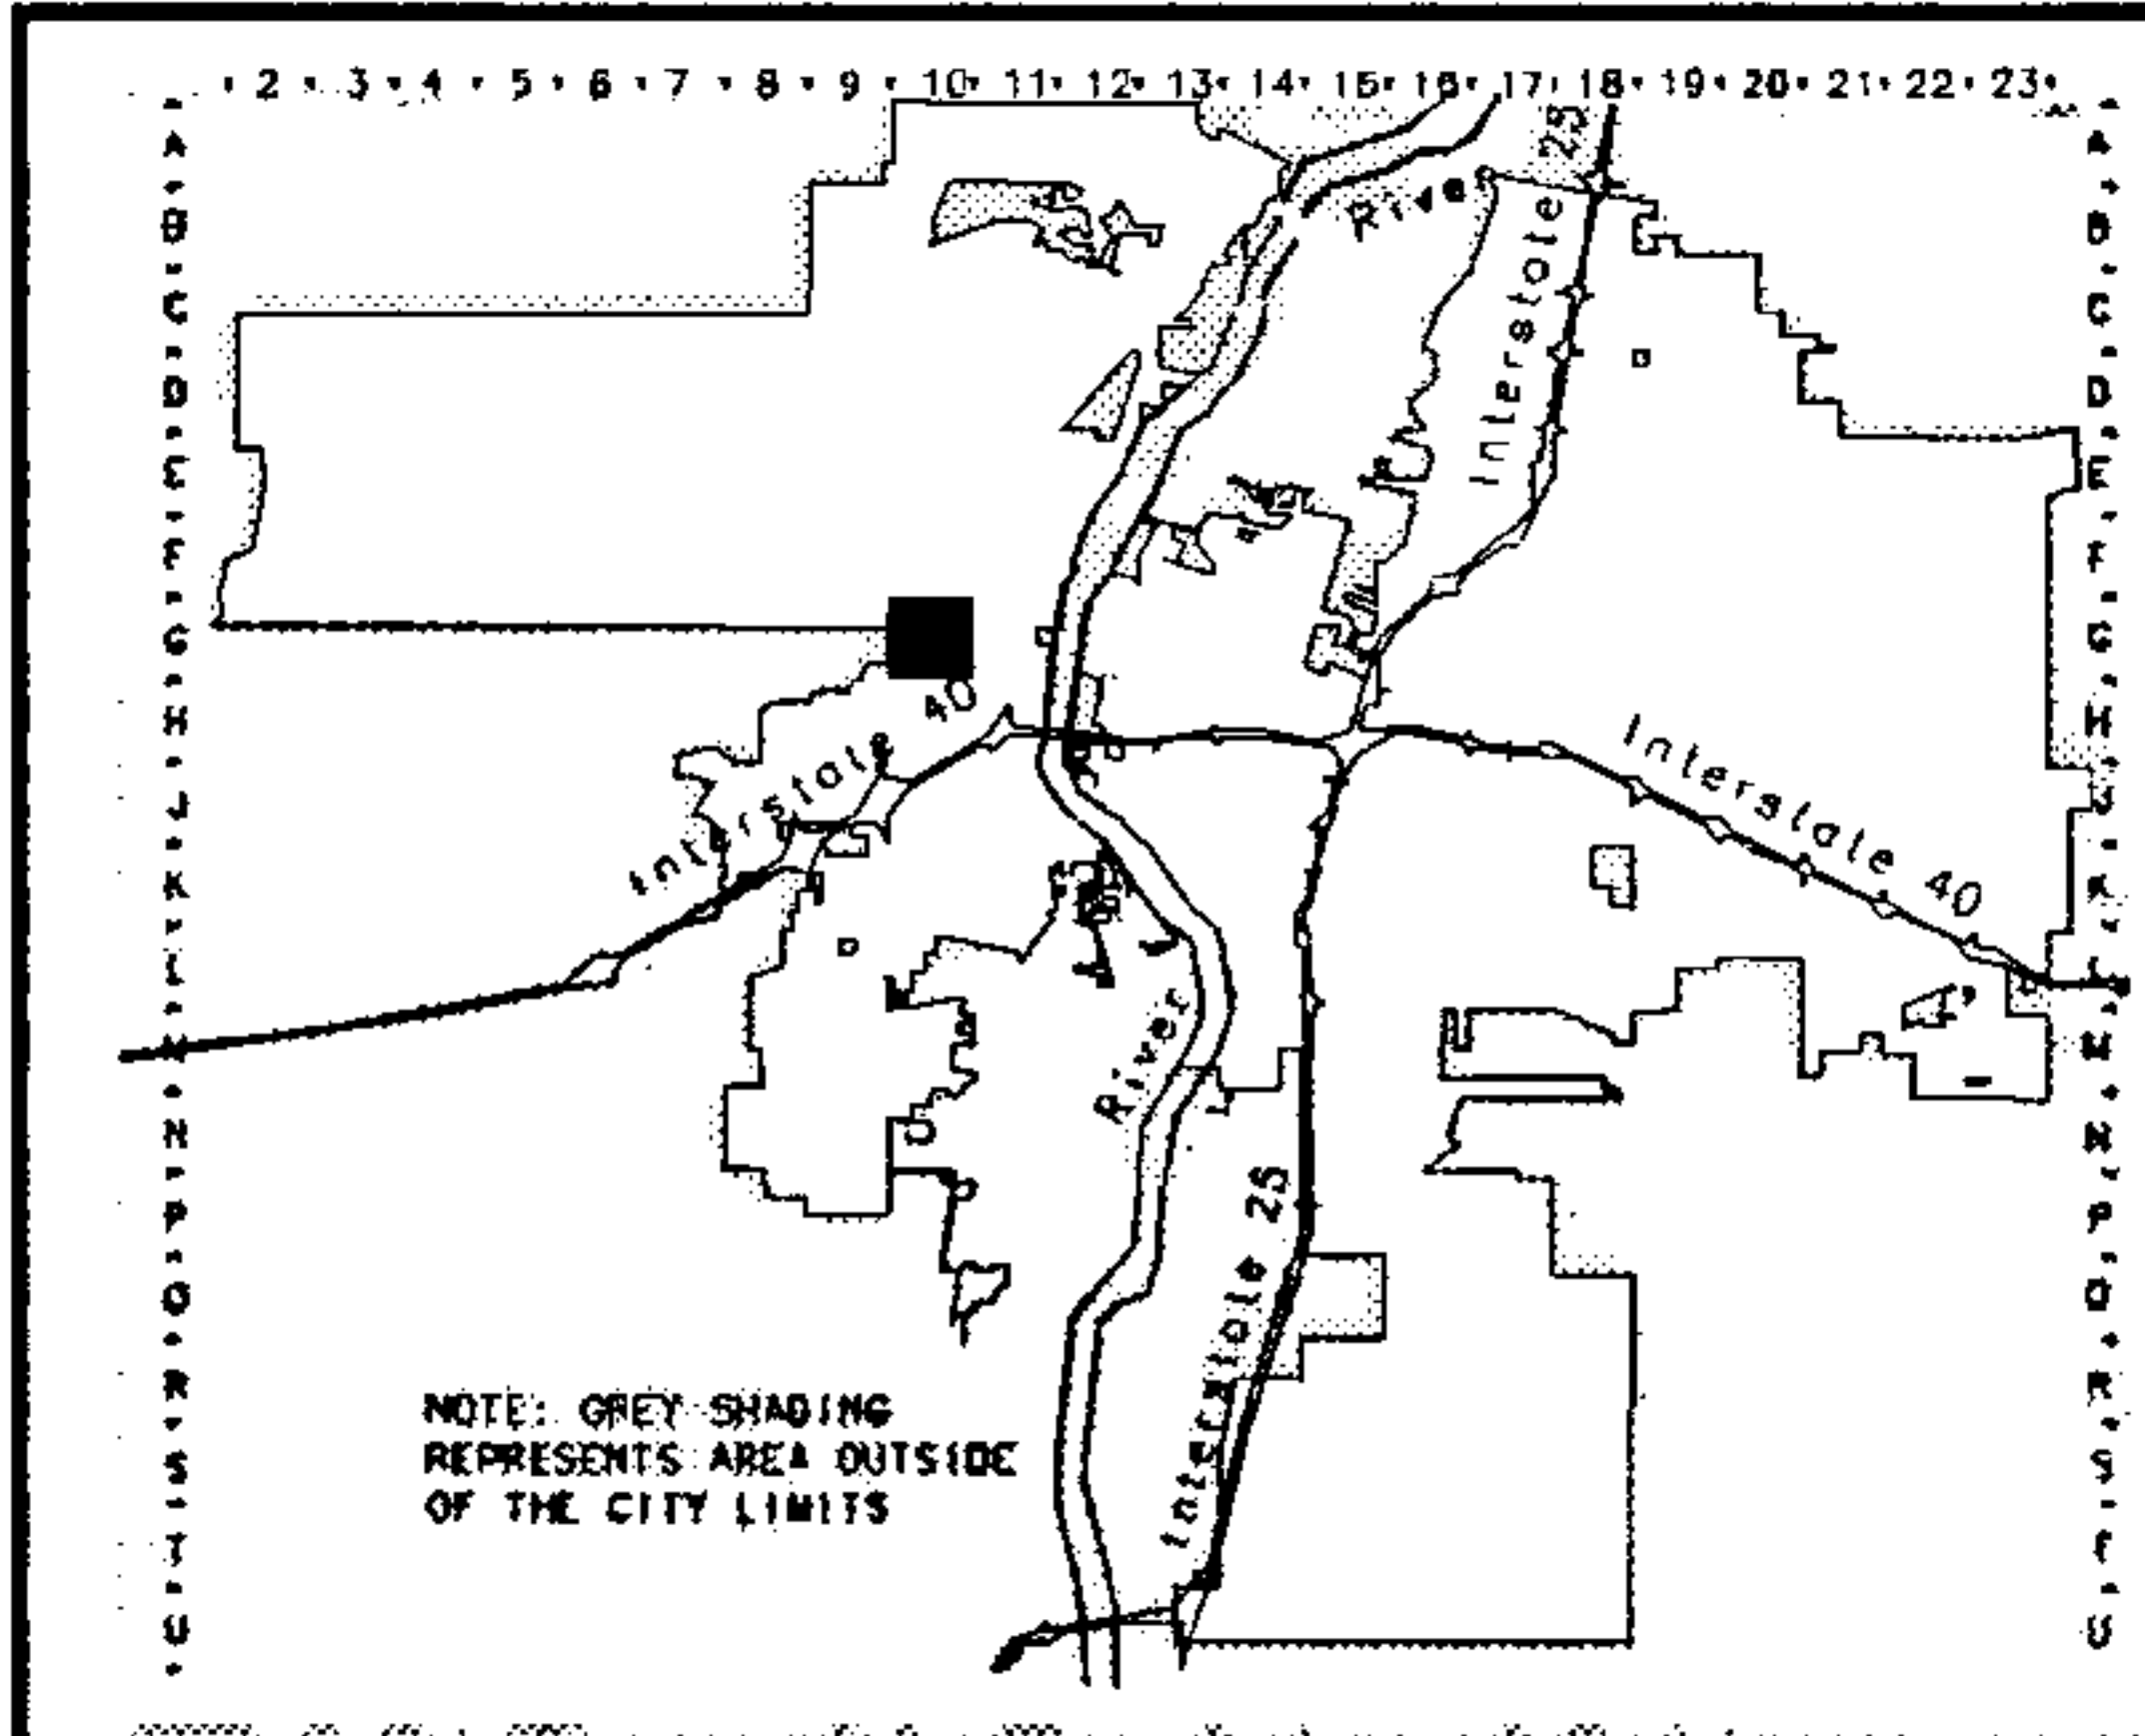 2 3 4 5 6 7 8 9 10 11 12 13 14 15 16 17 18 19 20 21 22 23
A
B
C
D
E
F
G
H
J
K
L
M
N
P
Q
R
S
T
U
River
Interstate 25
Interstate 40
Interstate 40
River
Interstate 25
NOTE: GREY SHADING
REPRESENTS AREA OUTSIDE
OF THE CITY LIMITS
A
B
C
D
E
F
G
H
J
K
L
M
N
P
Q
R
S
T
U